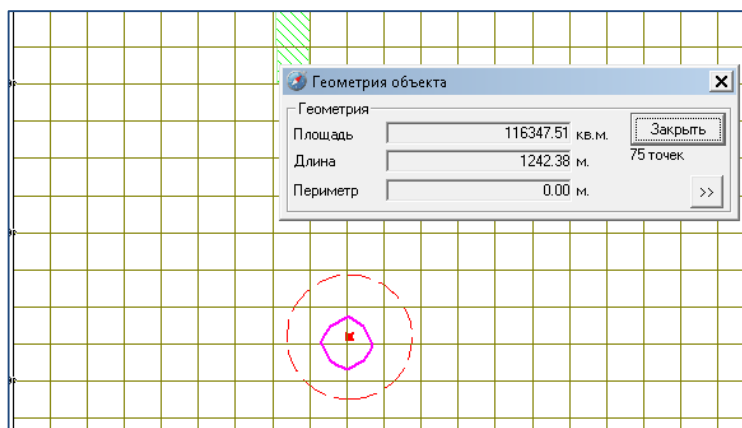 Геометрия объекта
Геометрия
Площадь 116347.51 кв.м.
Закрыть
Длина 1242.38 м.
75 точек
Периметр 0.00 м.
>>